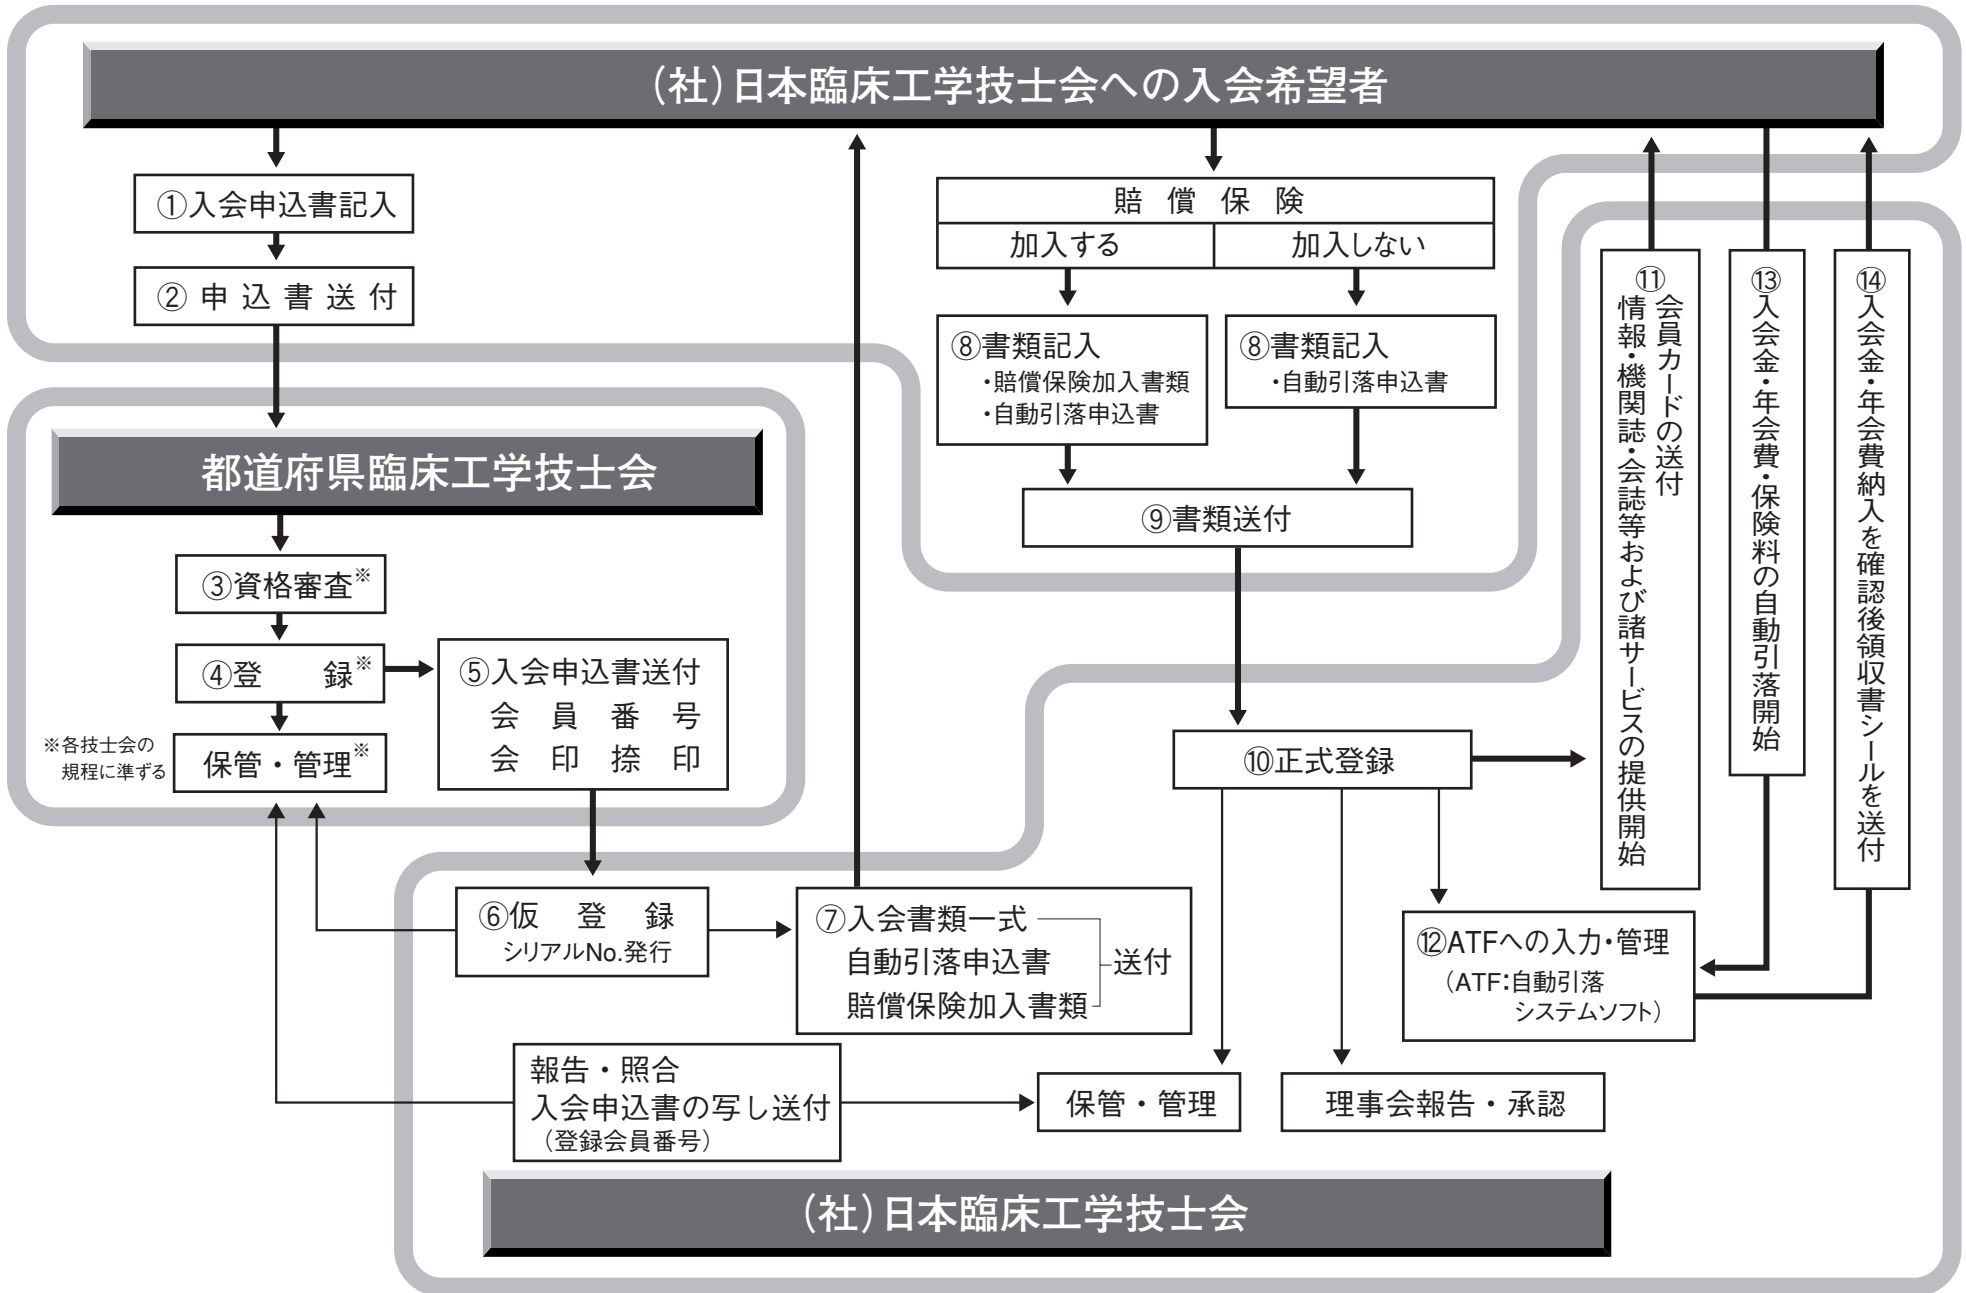 (社)日本臨床工学技士会への入会希望者
①入会申込書記入
②申込書送付
都道府県臨床工学技士会
③資格審査※
④登　　録※
保管・管理※
※各技士会の
規程に準ずる
⑤入会申込書送付
会　員　番　号
会　印　捺　印
⑥仮　登　録
シリアルNo.発行
⑦入会書類一式
自動引落申込書
賠償保険加入書類
送付
賠　償　保　険
加入する
加入しない
⑧書類記入
・賠償保険加入書類
・自動引落申込書
⑧書類記入
・自動引落申込書
⑨書類送付
⑩正式登録
⑪
会員カードの送付
情報・機関誌・会誌等および諸サービスの提供開始
⑬入会金・年会費・保険料の自動引落開始
⑭入会金・年会費納入を確認後領収書シールを送付
⑫ATFへの入力・管理
(ATF:自動引落
システムソフト)
報告・照合
入会申込書の写し送付
(登録会員番号)
保管・管理
理事会報告・承認
(社)日本臨床工学技士会